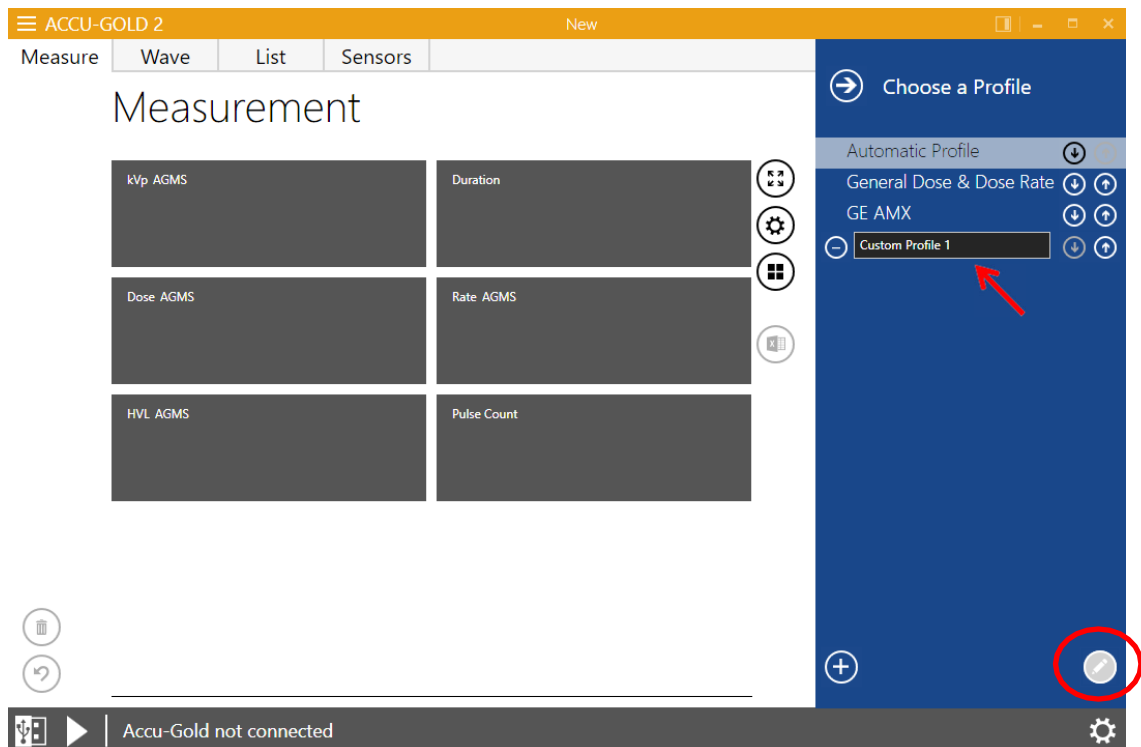 ACCU-GOLD 2
New
Measure
Wave
List
Sensors
Measurement
kVp AGMS
Duration
Dose AGMS
Rate AGMS
HVL AGMS
Pulse Count
Choose a Profile
Automatic Profile
General Dose & Dose Rate
GE AMX
Custom Profile 1
Accu-Gold not connected